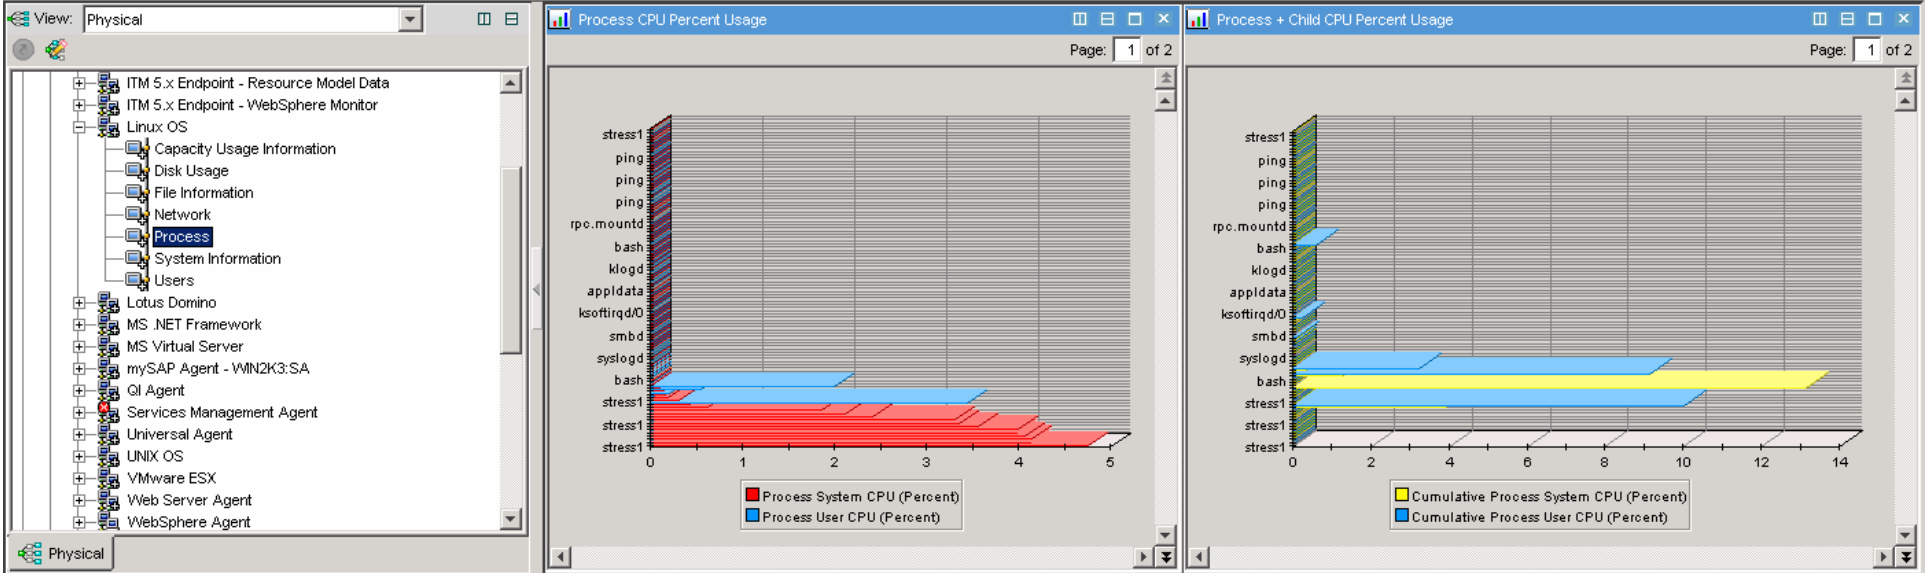 View: Physical
ITM 5.x Endpoint - Resource Model Data
ITM 5.x Endpoint - WebSphere Monitor
Linux OS
Capacity Usage Information
Disk Usage
File Information
Network
Process
System Information
Users
Lotus Domino
MS .NET Framework
MS Virtual Server
mySAP Agent - WIN2K3:SA
QI Agent
Services Management Agent
Universal Agent
UNIX OS
VMware ESX
Web Server Agent
WebSphere Agent
Physical
Process CPU Percent Usage
Page: 1 of 2
stress1
ping
ping
ping
rpc.mountd
bash
klogd
appldata
ksoftirqd/0
smbd
syslogd
bash
stress1
stress1
stress1
0 1 2 3 4 5
Process System CPU (Percent)
Process User CPU (Percent)
Process + Child CPU Percent Usage
Page: 1 of 2
stress1
ping
ping
ping
rpc.mountd
bash
klogd
appldata
ksoftirqd/0
smbd
syslogd
bash
stress1
stress1
stress1
0 2 4 6 8 10 12 14
Cumulative Process System CPU (Percent)
Cumulative Process User CPU (Percent)